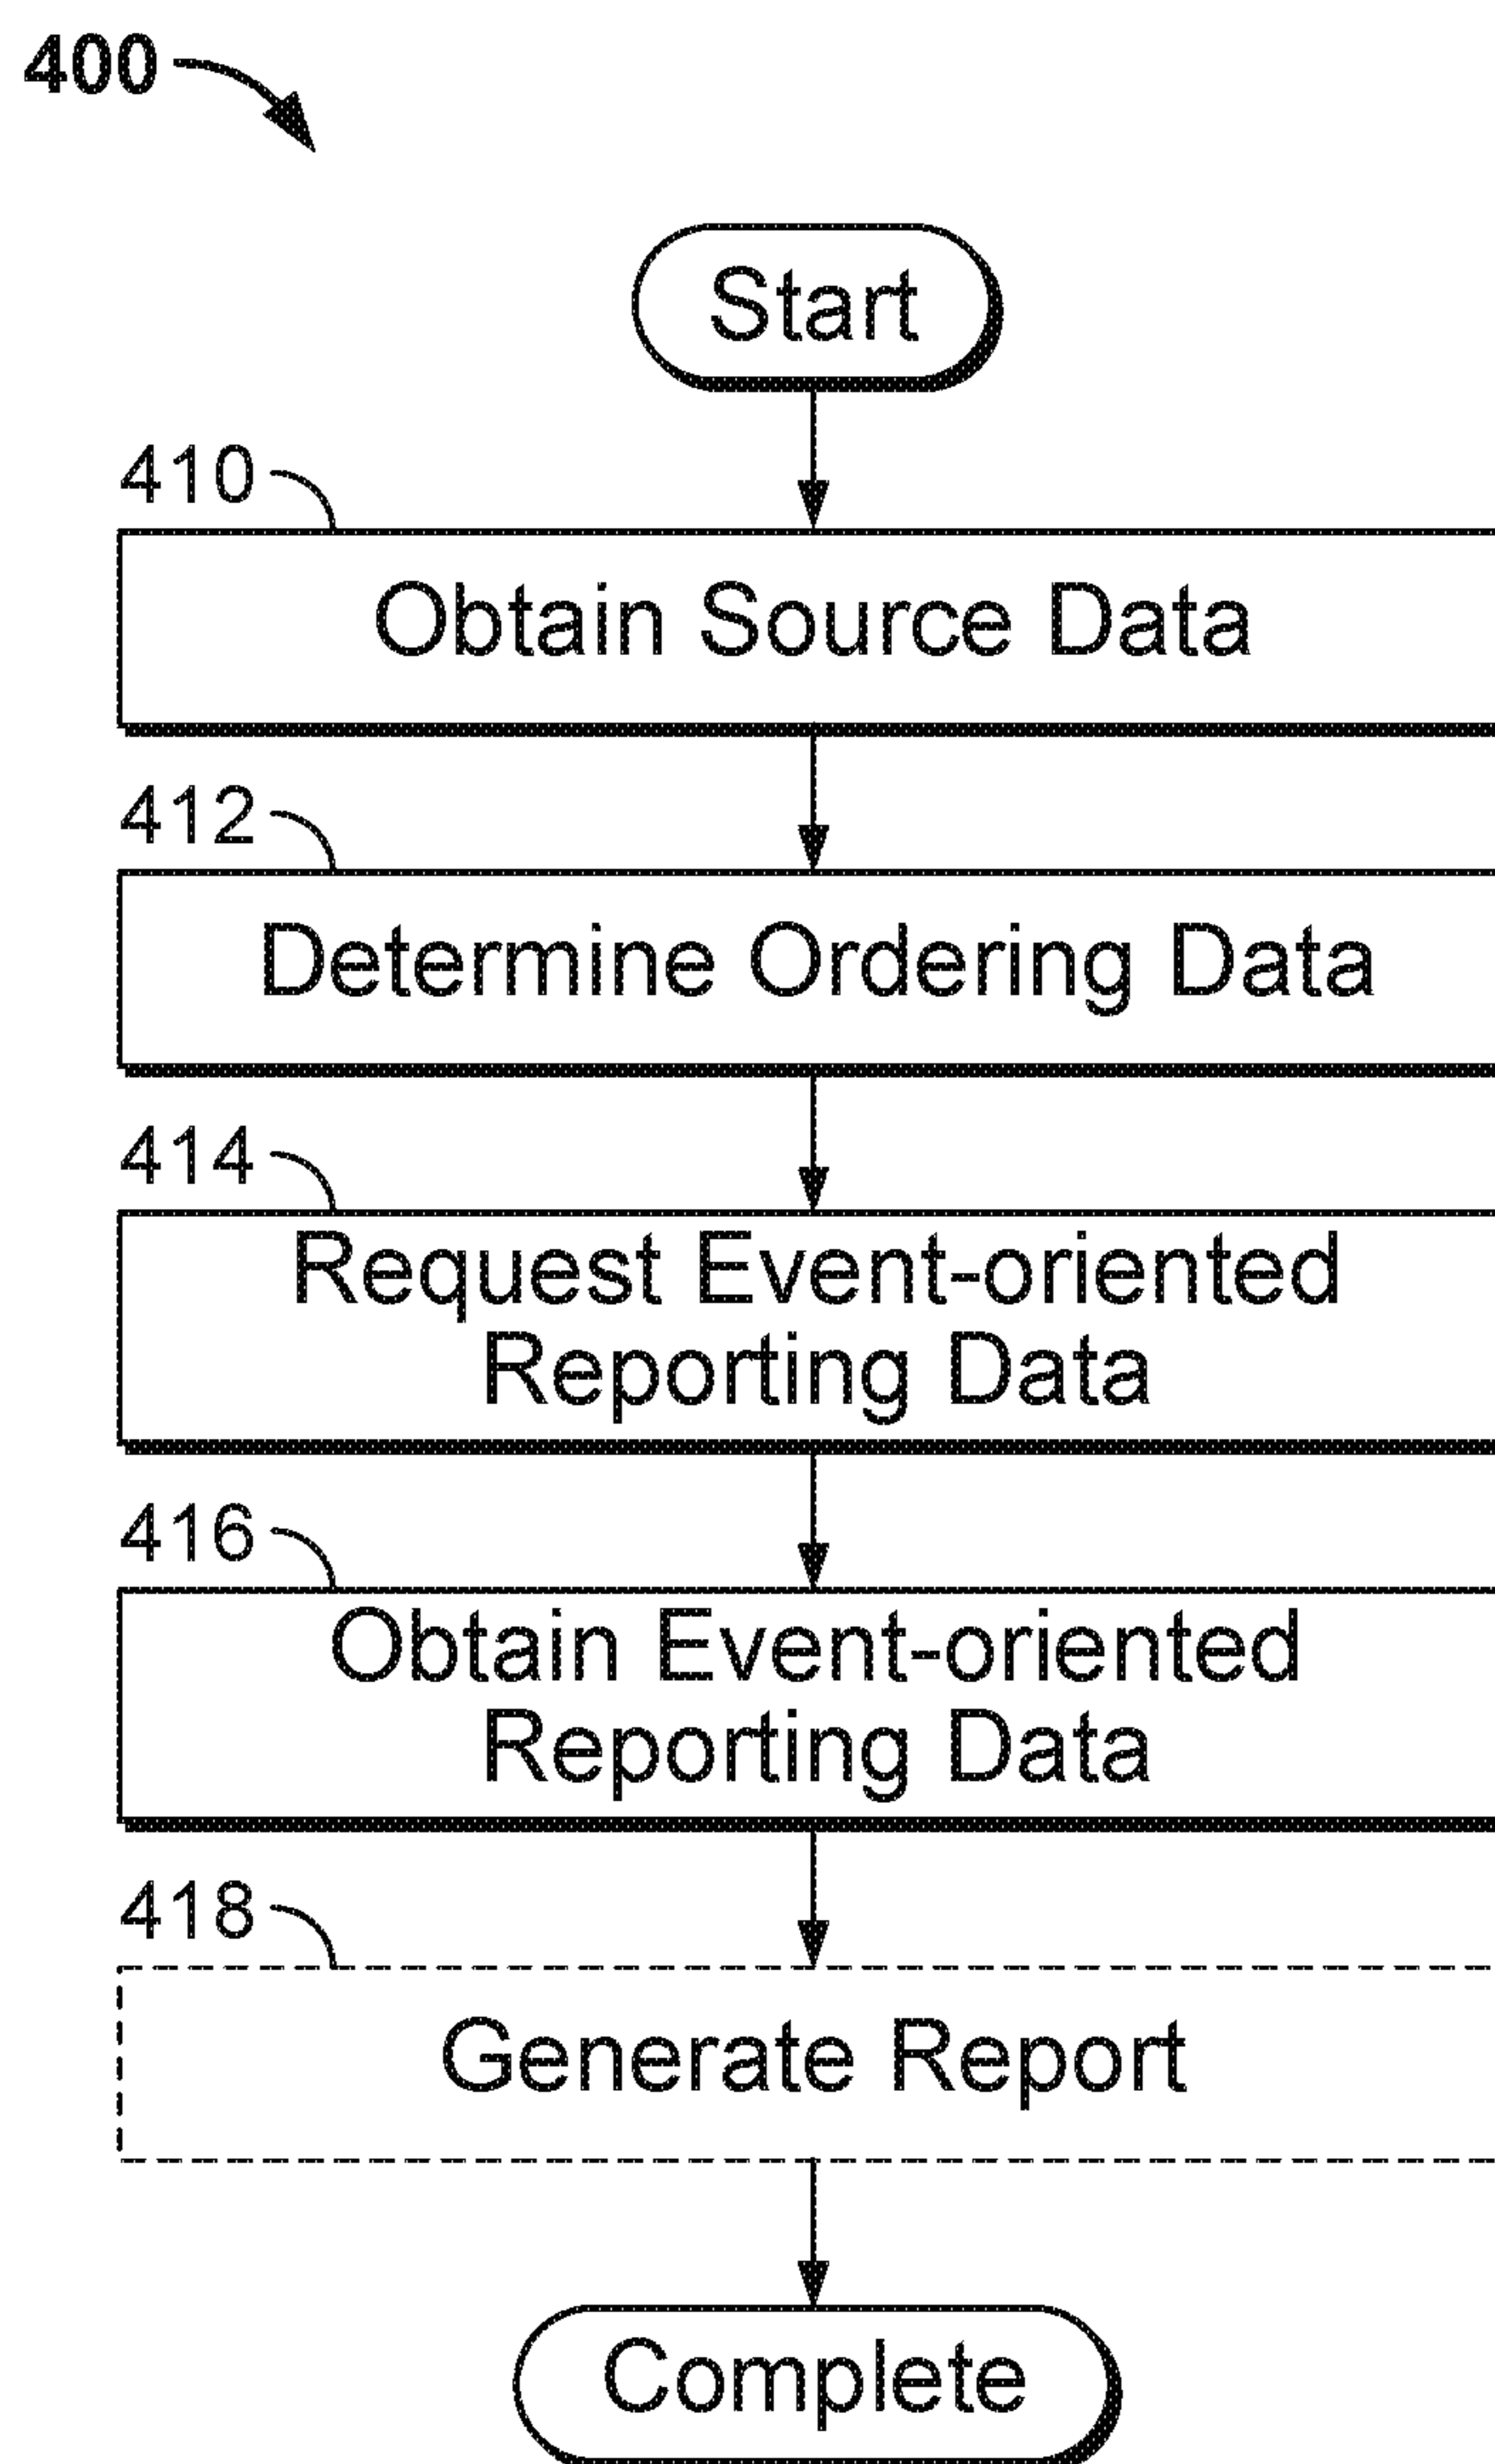 400
Start
410
Obtain Source Data
412
Determine Ordering Data
414
Request Event-oriented
Reporting Data
416
Obtain Event-oriented
Reporting Data
418
Generate Report
Complete